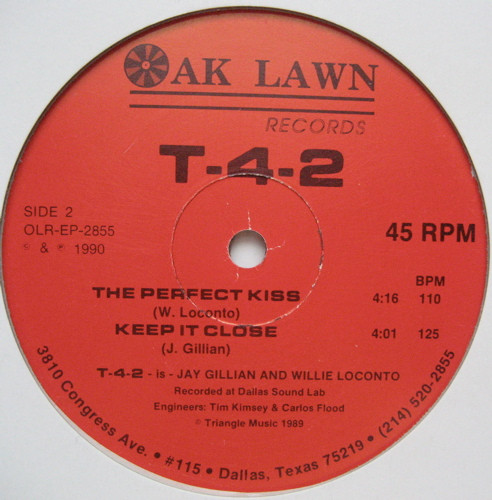 OAK LAWN
RECORDS
T-4-2
SIDE 2
OLR-EP-2855
© & ℗ 1990
45 RPM
BPM
THE PERFECT KISS 4:16 110
(W. Loconto)
KEEP IT CLOSE 4:01 125
(J. Gillian)
T-4-2 - is - JAY GILLIAN AND WILLIE LOCONTO
Recorded at Dallas Sound Lab
Engineers: Tim Kimsey & Carlos Flood
℗ Triangle Music 1989
3810 Congress Ave. • #115 • Dallas, Texas 75219 • (214) 520-2855